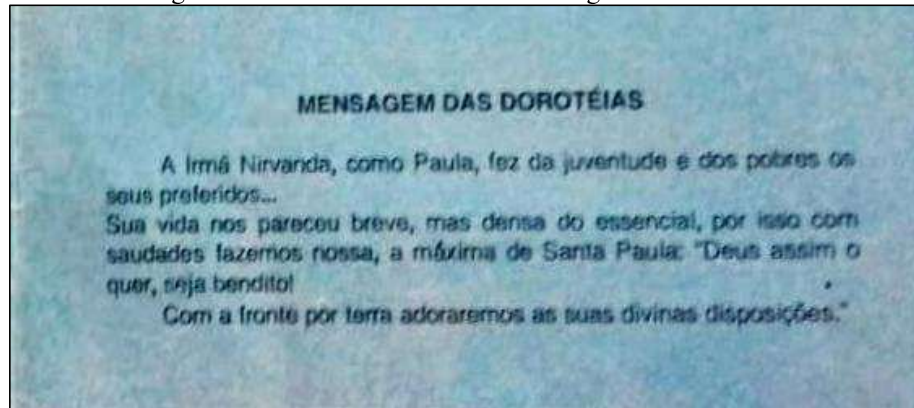 MENSAGEM DAS DOROTÉIAS
A Irmã Nirvanda, como Paula, fez da juventude e dos pobres os
seus preferidos...
Sua vida nos pareceu breve, mas densa do essencial, por isso com
saudades fazemos nossa, a máxima de Santa Paula: "Deus assim o
quer, seja bendito!
Com a fronte por terra adoraremos as suas divinas disposições."